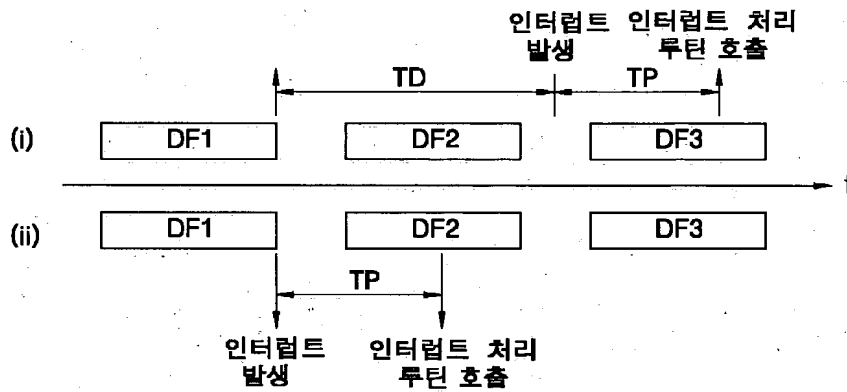 인터럽트 인터럽트 처리
발생 루틴 호출
TD TP
(i) DF1 DF2 DF3
t
(ii) DF1 DF2 DF3
TP
인터럽트 인터럽트 처리
발생 루틴 호출